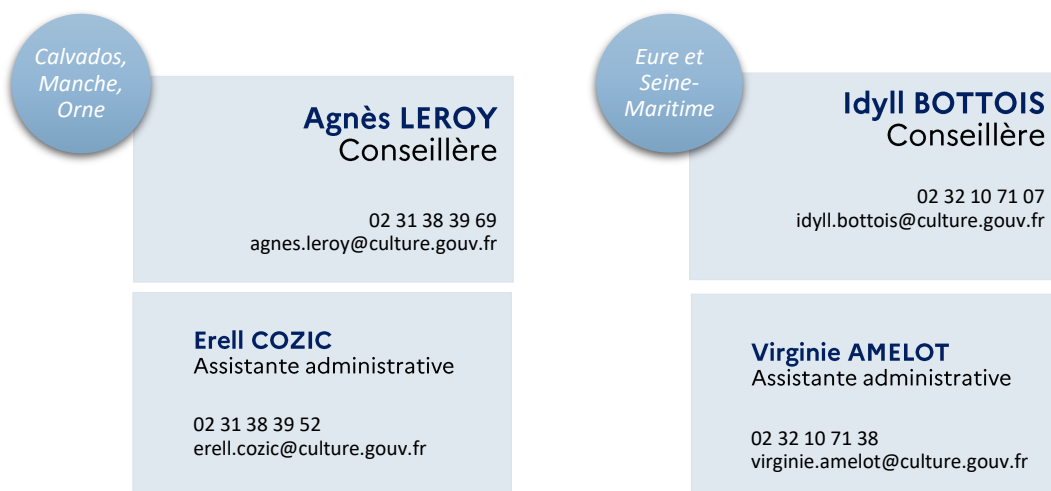 Calvados,
Manche,
Orne
Agnès LEROY
Conseillère
02 31 38 39 69
agnes.leroy@culture.gouv.fr
Erell COZIC
Assistante administrative
02 31 38 39 52
erell.cozic@culture.gouv.fr
Eure et
Seine-
Maritime
Idyll BOTTOIS
Conseillère
02 32 10 71 07
idyll.bottois@culture.gouv.fr
Virginie AMELOT
Assistante administrative
02 32 10 71 38
virginie.amelot@culture.gouv.fr